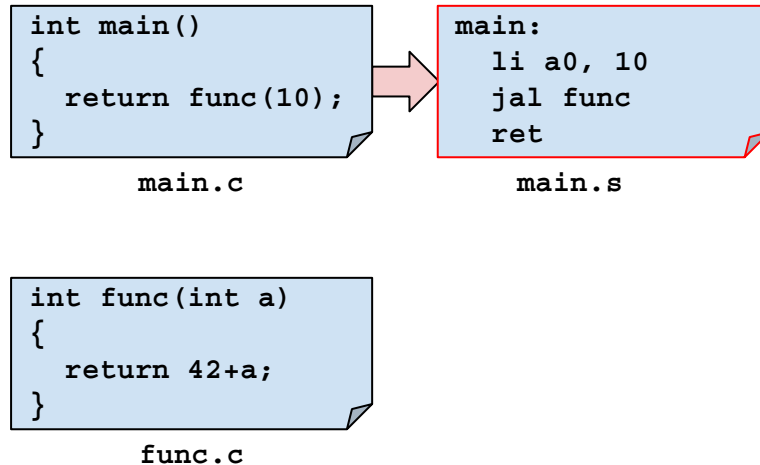 int main()
{
  return func(10);
}
main.c
main:
  li a0, 10
  jal func
  ret
main.s
int func(int a)
{
  return 42+a;
}
func.c